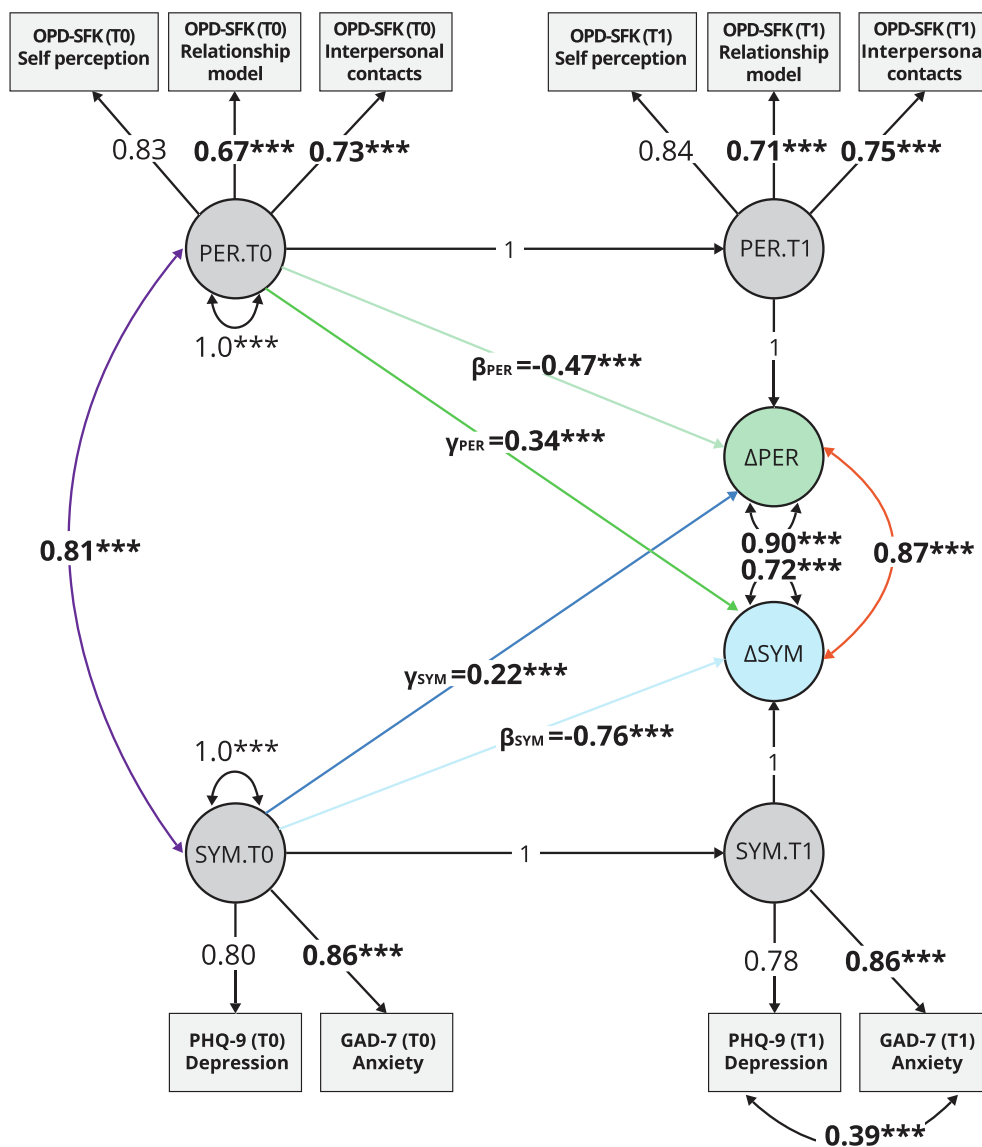 OPD-SFK (T0)
Self perception
OPD-SFK (T0)
Relationship
model
OPD-SFK (T0)
Interpersonal
contacts
OPD-SFK (T1)
Self perception
OPD-SFK (T1)
Relationship
model
OPD-SFK (T1)
Interpersonal
contacts
0.83
0.67***
0.73***
0.84
0.71***
0.75***
PER.T0
1
PER.T1
1.0***
1
βPER =-0.47***
γPER =0.34***
ΔPER
0.81***
0.90***
0.72***
0.87***
γSYM =0.22***
ΔSYM
βSYM =-0.76***
1.0***
1
SYM.T0
1
SYM.T1
0.80
0.86***
0.78
0.86***
PHQ-9 (T0)
Depression
GAD-7 (T0)
Anxiety
PHQ-9 (T1)
Depression
GAD-7 (T1)
Anxiety
0.39***